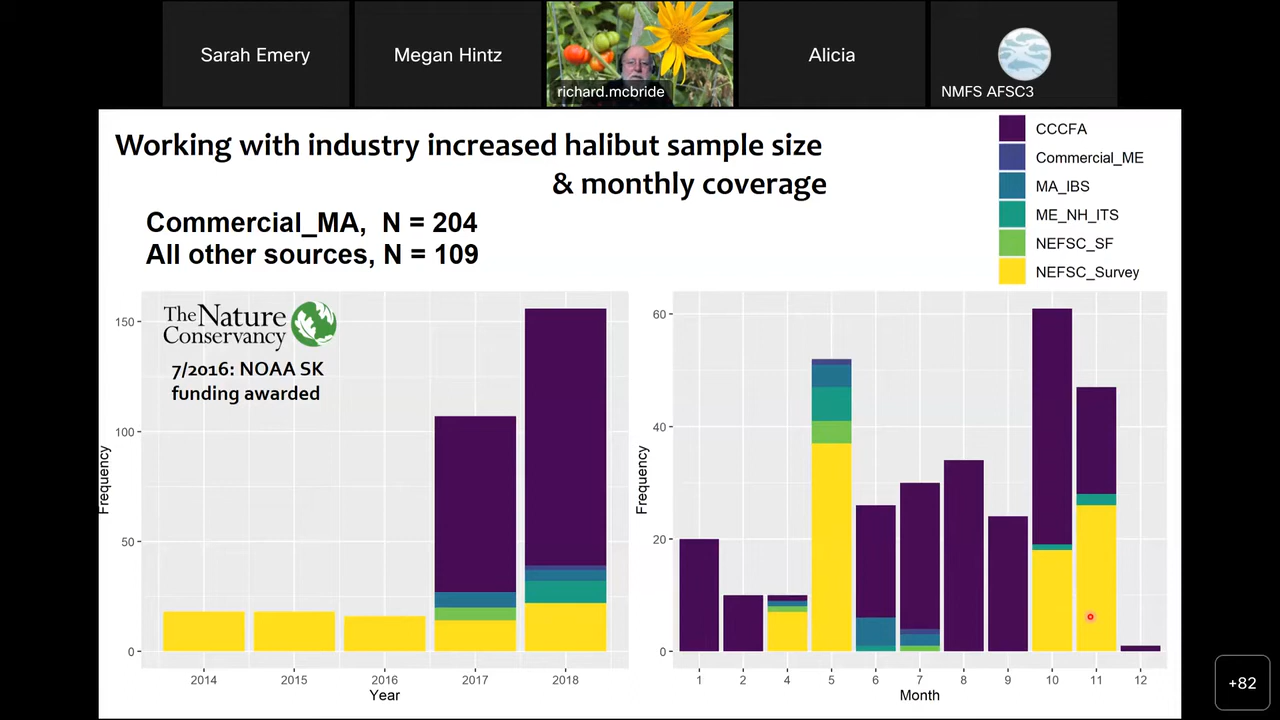 Sarah Emery
Megan Hintz
richard.mcbride
Alicia
NMFS AFSC3
Working with industry increased halibut sample size
& monthly coverage
Commercial_MA, N = 204
All other sources, N = 109
CCCFA
Commercial_ME
MA_IBS
ME_NH_ITS
NEFSC_SF
NEFSC_Survey
The Nature
Conservancy
7/2016: NOAA SK
funding awarded
Frequency
150
100
50
0
2014 2015 2016 2017 2018
Year
Frequency
60
40
20
0
1 2 4 5 6 7 8 9 10 11 12
Month
+82